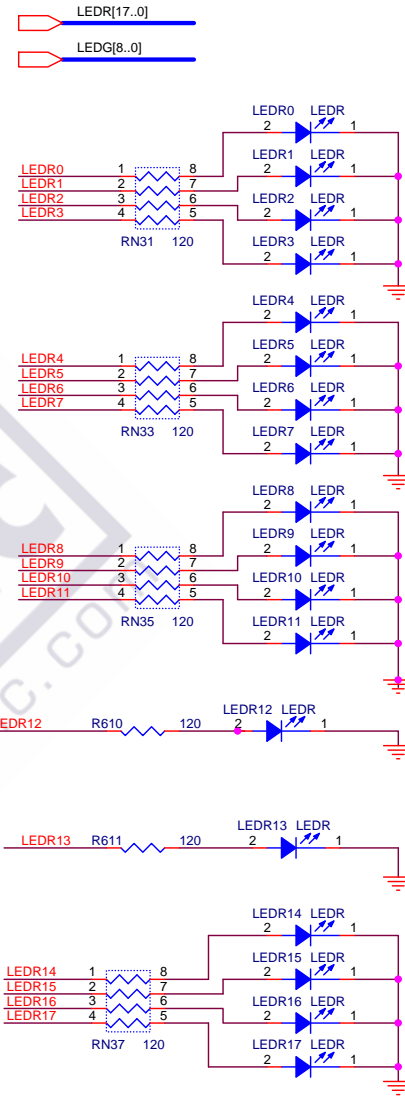 LEDR[17..0]
LEDG[8..0]
LEDR0 LEDR
2 1
LEDR0 1 8
LEDR1 LEDR
LEDR1 2 7 2 1
LEDR2 3 6
LEDR2 LEDR
LEDR3 4 5 2 1
RN31 120
LEDR3 LEDR
2 1
LEDR4 LEDR
2 1
LEDR4 1 8
LEDR5 LEDR
LEDR5 2 7 2 1
LEDR6 3 6
LEDR6 LEDR
LEDR7 4 5 2 1
RN33 120
LEDR7 LEDR
2 1
LEDR8 LEDR
2 1
LEDR8 1 8
LEDR9 LEDR
LEDR9 2 7 2 1
LEDR10 3 6
LEDR10 LEDR
LEDR11 4 5 2 1
RN35 120
LEDR11 LEDR
2 1
LEDR12 LEDR
EDR12 R610 120 2 1
LEDR13 LEDR
LEDR13 R611 120 2 1
LEDR14 LEDR
2 1
LEDR14 1 8
LEDR15 LEDR
LEDR15 2 7 2 1
LEDR16 3 6
LEDR16 LEDR
LEDR17 4 5 2 1
RN37 120
LEDR17 LEDR
2 1